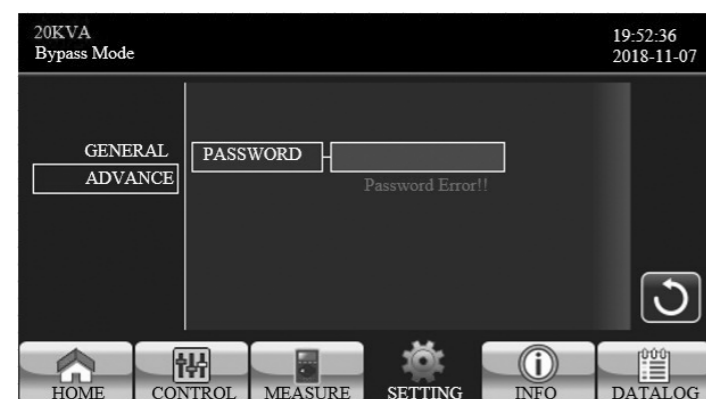 20KVA
Bypass Mode
19:52:36
2018-11-07
GENERAL
ADVANCE
PASSWORD
Password Error!!
HOME CONTROL MEASURE SETTING INFO DATALOG